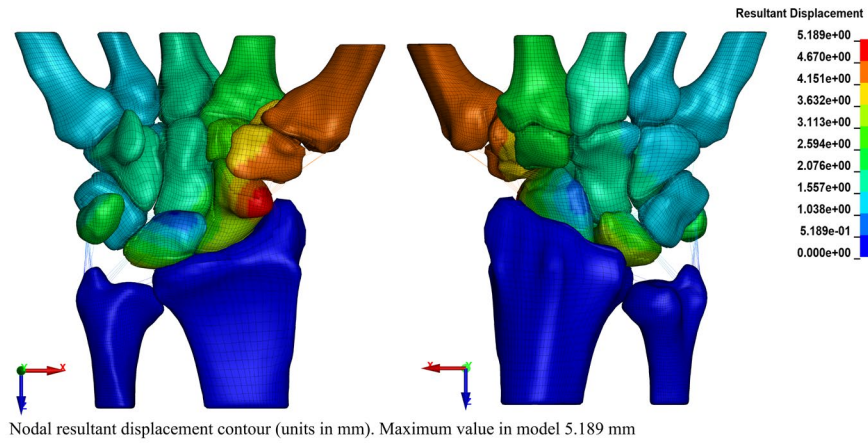 Resultant Displacement
5.189e+00
4.670e+00
4.151e+00
3.632e+00
3.113e+00
2.594e+00
2.076e+00
1.557e+00
1.038e+00
5.189e-01
0.000e+00
X
Z
X
Z
Nodal resultant displacement contour (units in mm). Maximum value in model 5.189 mm